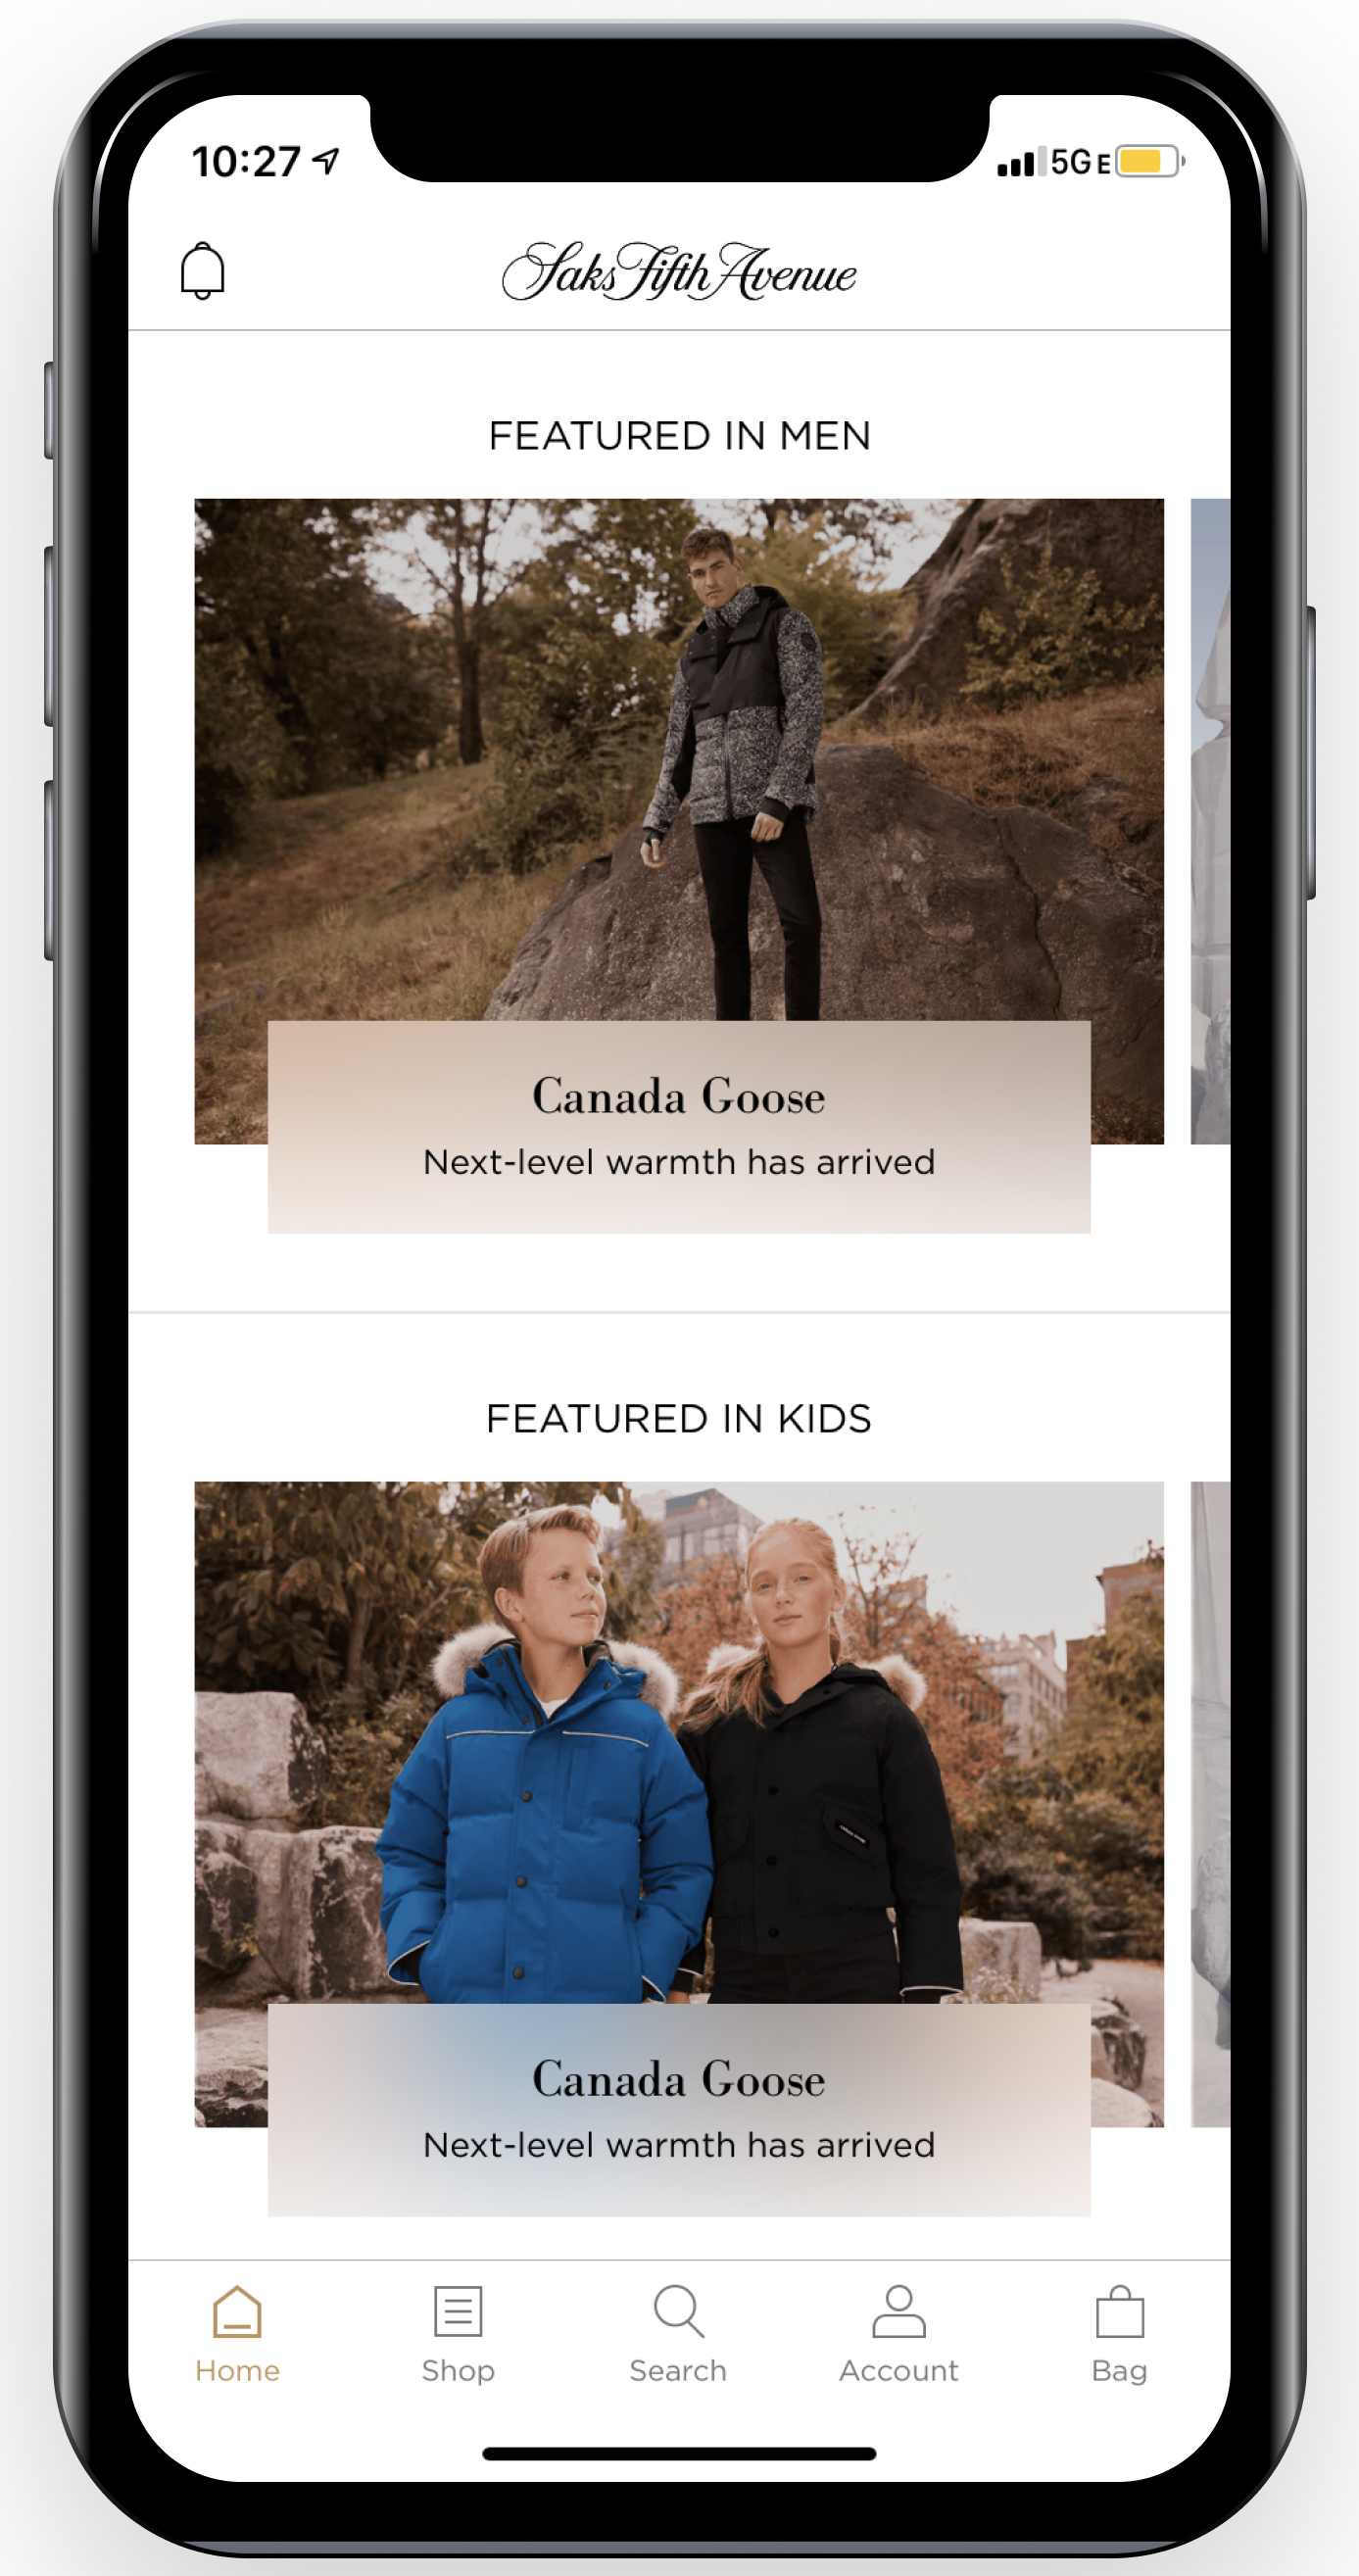 10:27
5G E
Saks Fifth Avenue
FEATURED IN MEN
Canada Goose
Next-level warmth has arrived
FEATURED IN KIDS
Canada Goose
Next-level warmth has arrived
Home
Shop
Search
Account
Bag